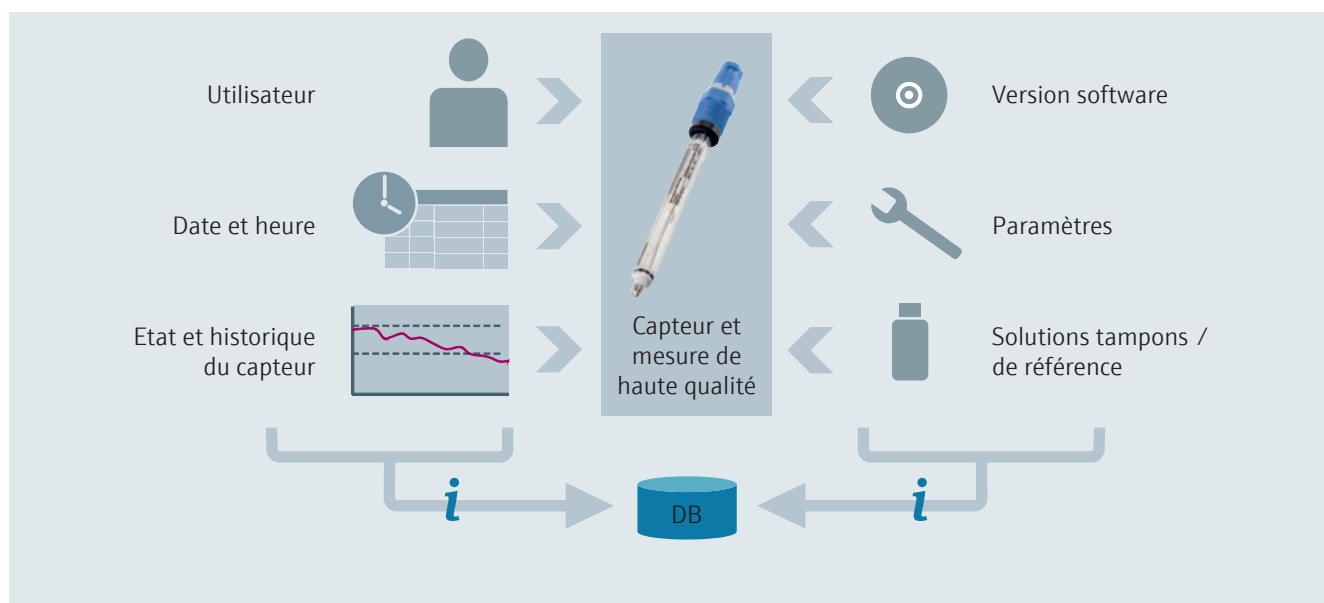 Utilisateur
Date et heure
Etat et historique
du capteur
Capteur et
mesure de
haute qualité
Version software
Paramètres
Solutions tampons /
de référence
i
DB
i